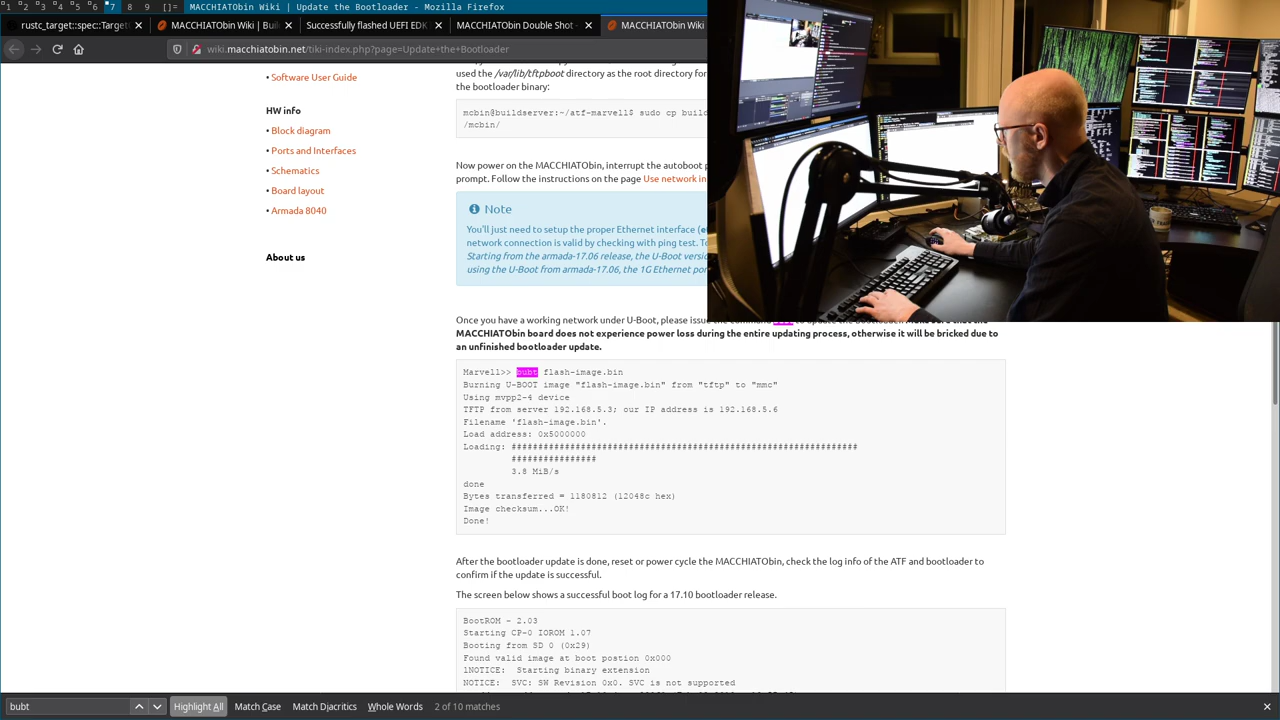 1 2 3 4 5 6 7 8 9 []= MACCHIATObin Wiki | Update the Bootloader - Mozilla Firefox
rustc_target::spec::Target
MACCHIATObin Wiki | Buil
Successfully flashed UEFI EDK
MACCHIATObin Double Shot -
MACCHIATObin Wiki
wiki.macchiatobin.net/tiki-index.php?page=Update+the+Bootloader
• Software User Guide
HW info
• Block diagram
• Ports and Interfaces
• Schematics
• Board layout
• Armada 8040
About us
used the /var/lib/tftpboot directory as the root directory for
the bootloader binary:
mcbin@buildserver:~/atf-marvell$ sudo cp build
/mcbin/
Now power on the MACCHIATObin, interrupt the autoboot p
prompt. Follow the instructions on the page Use network in
Note
You'll just need to setup the proper Ethernet interface (e
network connection is valid by checking with ping test. To
Starting from the armada-17.06 release, the U-Boot versi
using the U-Boot from armada-17.06, the 1G Ethernet por
Once you have a working network under U-Boot, please issue
MACCHIATObin board does not experience power loss during the entire updating process, otherwise it will be bricked due to
an unfinished bootloader update.
Marvell>> bubt flash-image.bin
Burning U-BOOT image "flash-image.bin" from "tftp" to "mmc"
Using mvpp2-4 device
TFTP from server 192.168.5.3; our IP address is 192.168.5.6
Filename 'flash-image.bin'.
Load address: 0x5000000
Loading: #################################################################
################
3.8 MiB/s
done
Bytes transferred = 1180812 (12048c hex)
Image checksum...OK!
Done!
After the bootloader update is done, reset or power cycle the MACCHIATObin, check the log info of the ATF and bootloader to
confirm if the update is successful.
The screen below shows a successful boot log for a 17.10 bootloader release.
BootROM - 2.03
Starting CP-0 IOROM 1.07
Booting from SD 0 (0x29)
Found valid image at boot postion 0x000
lNOTICE:  Starting binary extension
NOTICE:  SVC: SW Revision 0x0. SVC is not supported
bubt
Highlight All
Match Case
Match Diacritics
Whole Words
2 of 10 matches